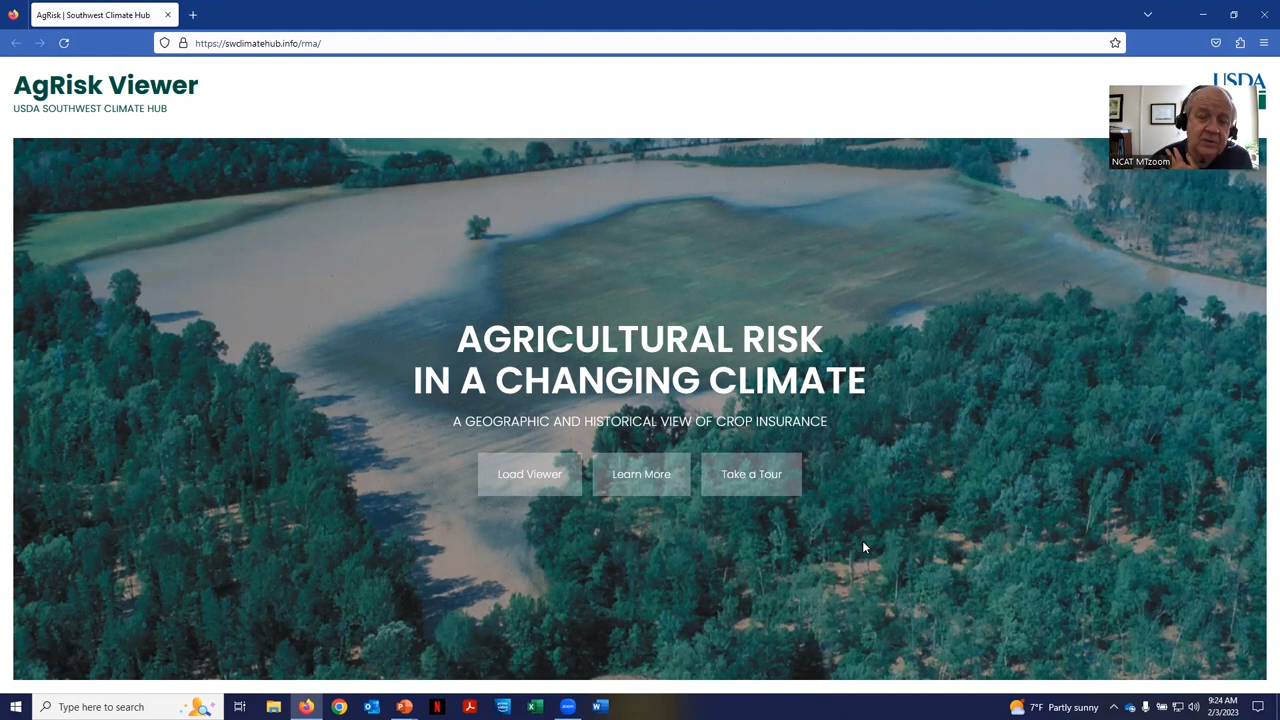 AgRisk | Southwest Climate Hub
https://swclimatehub.info/rma/
AgRisk Viewer
USDA SOUTHWEST CLIMATE HUB
USDA
NCAT MTzoom
AGRICULTURAL RISK
IN A CHANGING CLIMATE
A GEOGRAPHIC AND HISTORICAL VIEW OF CROP INSURANCE
Load Viewer
Learn More
Take a Tour
Type here to search
7°F Partly sunny
9:24 AM
2/3/2023